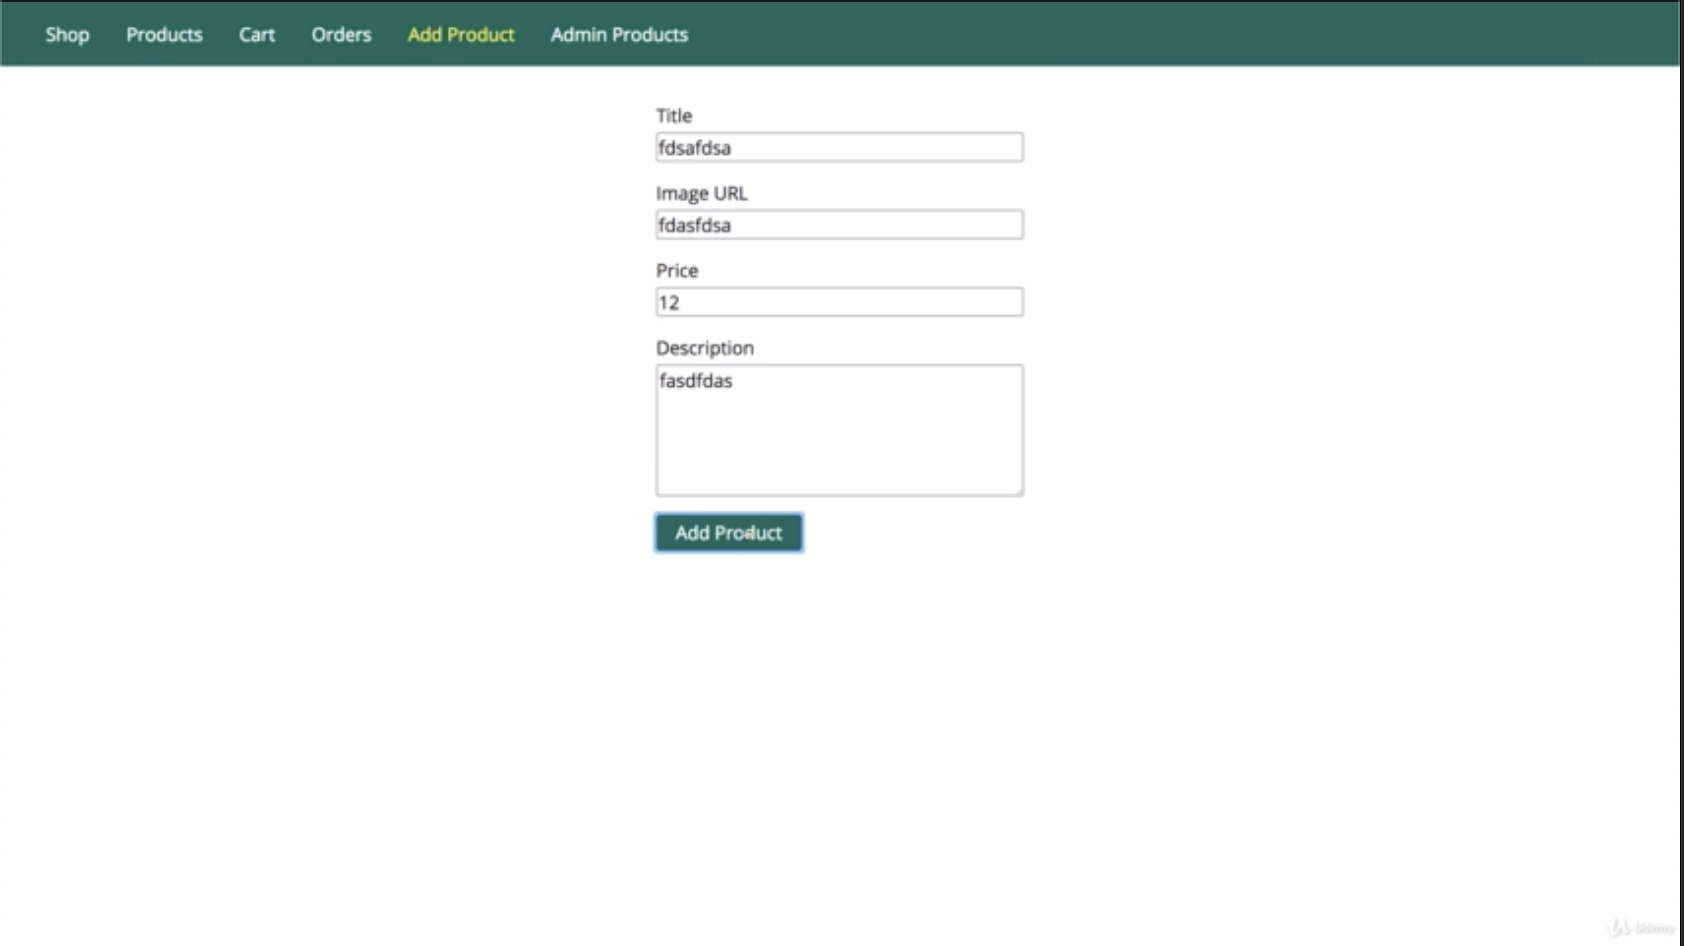 Shop Products Cart Orders Add Product Admin Products
Title
fdsafdsa
Image URL
fdasfdsa
Price
12
Description
fasdfdas
Add Product
Udemy